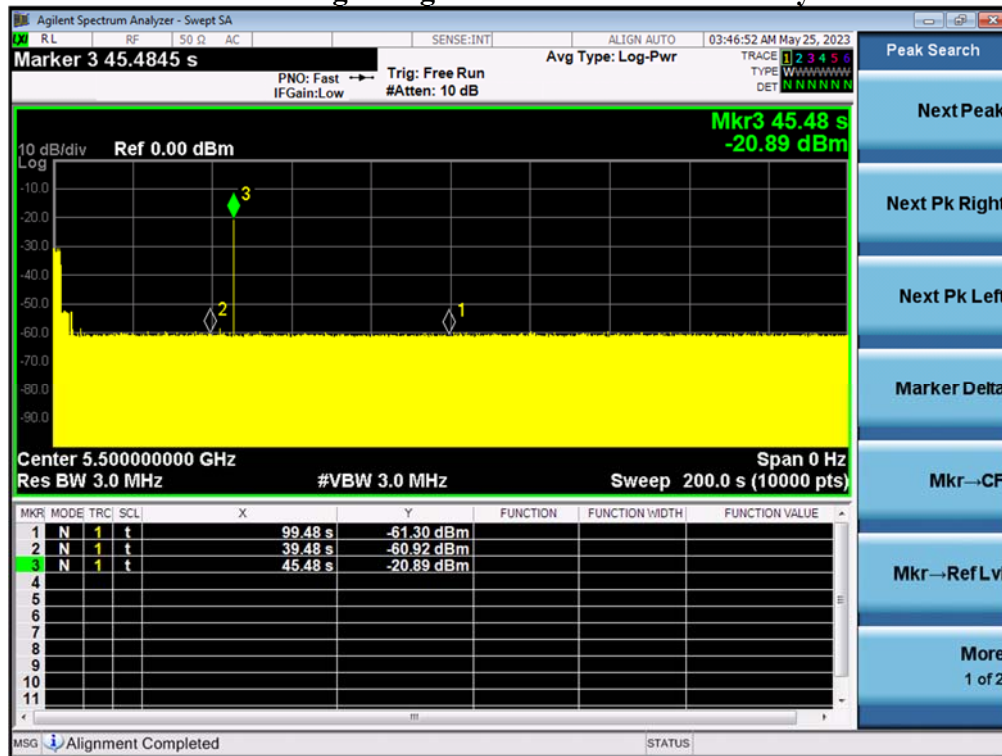 Agilent Spectrum Analyzer - Swept SA
LXI RL RF 50 Ω AC SENSE:INT ALIGN AUTO 03:46:52 AM May 25, 2023
Marker 3 45.4845 s
PNO: Fast
IFGain:Low
Trig: Free Run
#Atten: 10 dB
Avg Type: Log-Pwr
TRACE 1 2 3 4 5 6
TYPE WWWWWW
DET N N N N N N
Mkr3 45.48 s
-20.89 dBm
10 dB/div Ref 0.00 dBm
Log
-10.0
-20.0
-30.0
-40.0
-50.0
-60.0
-70.0
-80.0
-90.0
3
2
1
Center 5.500000000 GHz Span 0 Hz
Res BW 3.0 MHz #VBW 3.0 MHz Sweep 200.0 s (10000 pts)
MKR MODE TRC SCL X Y FUNCTION FUNCTION WIDTH FUNCTION VALUE
1 N 1 t 99.48 s -61.30 dBm
2 N 1 t 39.48 s -60.92 dBm
3 N 1 t 45.48 s -20.89 dBm
4
5
6
7
8
9
10
11
MSG Alignment Completed STATUS
Peak Search
Next Peak
Next Pk Right
Next Pk Left
Marker Delta
Mkr→CF
Mkr→Ref Lvl
More
1 of 2